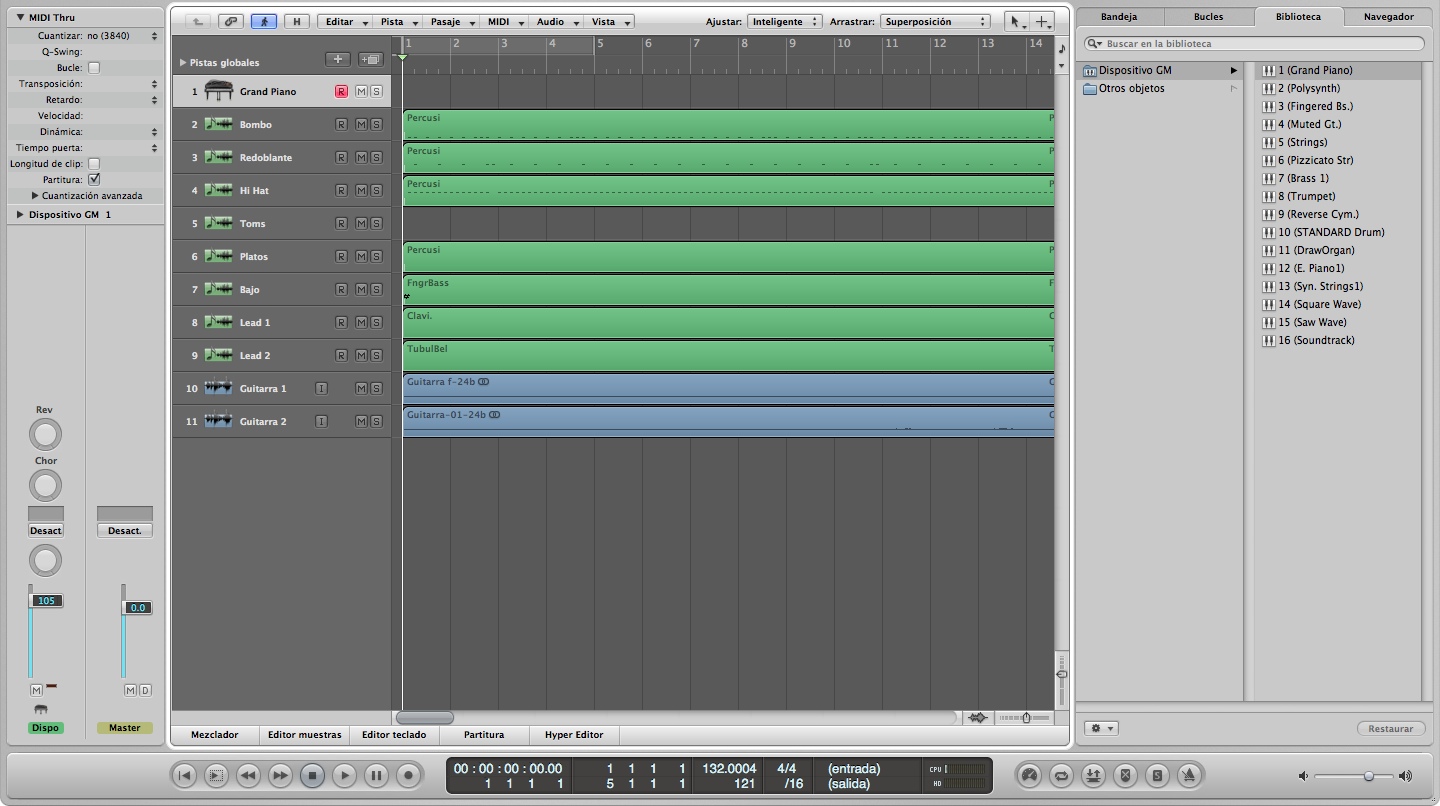 MIDI Thru
Cuantizar: no (3840)
Q-Swing:
Bucle:
Transposición:
Retardo:
Velocidad:
Dinámica:
Tiempo puerta:
Longitud de clip:
Partitura:
Cuantización avanzada
Dispositivo GM 1
Rev
Chor
Desact
Desact.
105
0.0
M
M D
Dispo
Master
H Editar Pista Pasaje MIDI Audio Vista Ajustar: Inteligente Arrastrar: Superposición
Pistas globales
1 2 3 4 5 6 7 8 9 10 11 12 13 14
1 Grand Piano R M S
2 Bombo R M S Percusi
3 Redoblante R M S Percusi
4 Hi Hat R M S Percusi
5 Toms R M S
6 Platos R M S Percusi
7 Bajo R M S FngrBass
8 Lead 1 R M S Clavi.
9 Lead 2 R M S TubulBel
10 Guitarra 1 I M S Guitarra f-24b
11 Guitarra 2 I M S Guitarra-01-24b
Mezclador Editor muestras Editor teclado Partitura Hyper Editor
Bandeja Bucles Biblioteca Navegador
Buscar en la biblioteca
Dispositivo GM
Otros objetos
1 (Grand Piano)
2 (Polysynth)
3 (Fingered Bs.)
4 (Muted Gt.)
5 (Strings)
6 (Pizzicato Str)
7 (Brass 1)
8 (Trumpet)
9 (Reverse Cym.)
10 (STANDARD Drum)
11 (DrawOrgan)
12 (E. Piano1)
13 (Syn. Strings1)
14 (Square Wave)
15 (Saw Wave)
16 (Soundtrack)
Restaurar
00 : 00 : 00 : 00.00 1 1 1 1 132.0004 4/4 (entrada) CPU
1 1 1 1 5 1 1 1 121 /16 (salida) HD
S